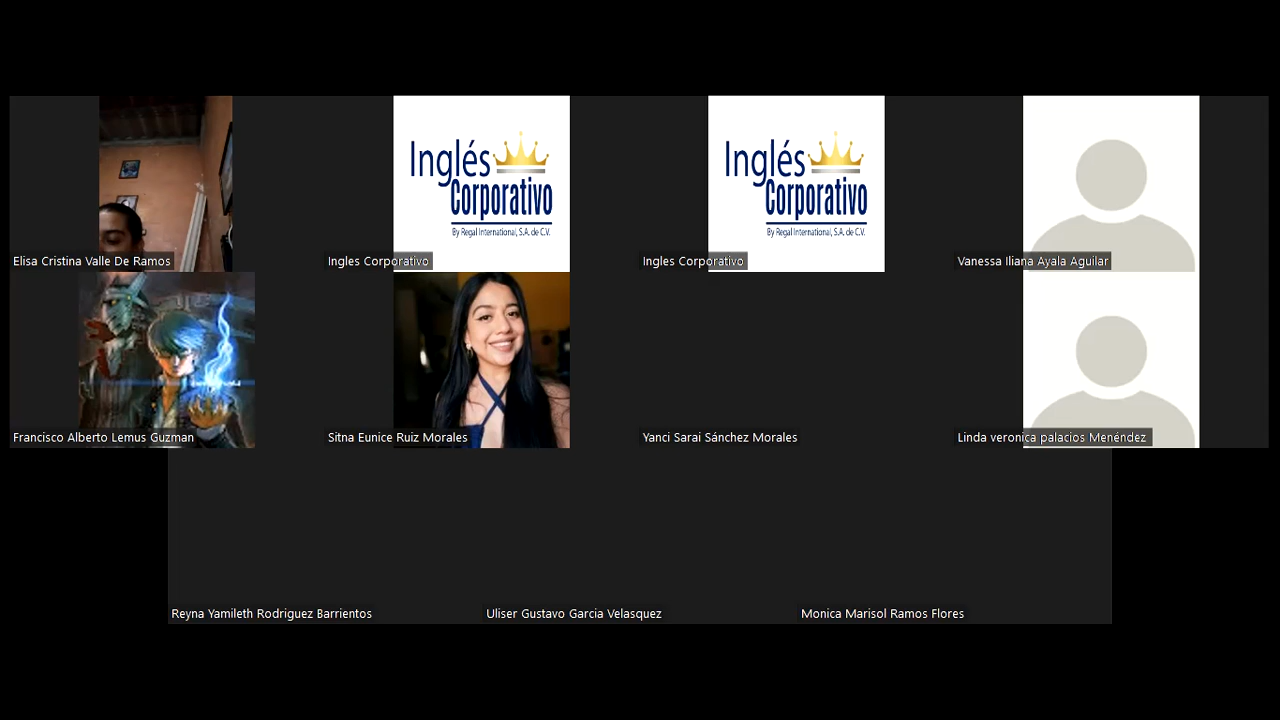 Inglés
Corporativo
By Regal International, S.A. de C.V.
Inglés
Corporativo
By Regal International, S.A. de C.V.
Elisa Cristina Valle De Ramos
Ingles Corporativo
Ingles Corporativo
Vanessa Iliana Ayala Aguilar
Francisco Alberto Lemus Guzman
Sitna Eunice Ruiz Morales
Yanci Sarai Sánchez Morales
Linda veronica palacios Menéndez
Reyna Yamileth Rodriguez Barrientos
Uliser Gustavo Garcia Velasquez
Monica Marisol Ramos Flores